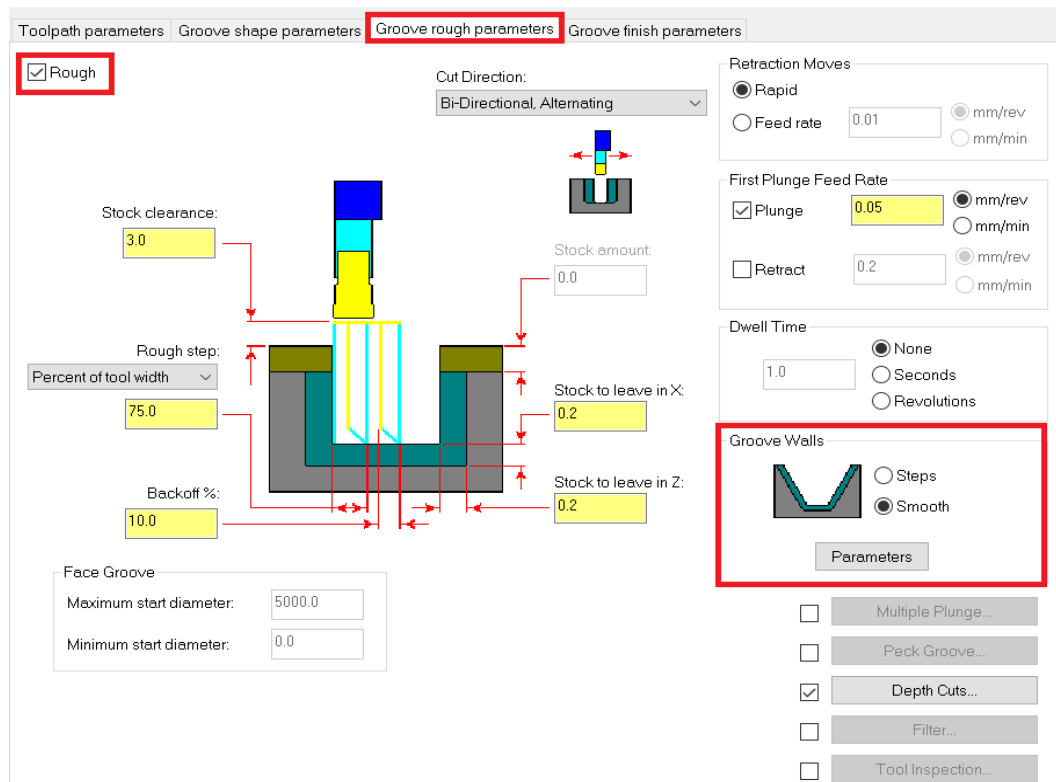 Toolpath parameters
Groove shape parameters
Groove rough parameters
Groove finish parameters
Rough
Cut Direction:
Bi-Directional, Alternating
Stock clearance:
3.0
Stock amount:
0.0
Rough step:
Percent of tool width
75.0
Stock to leave in X:
0.2
Backoff %:
10.0
Stock to leave in Z:
0.2
Face Groove
Maximum start diameter:
5000.0
Minimum start diameter:
0.0
Retraction Moves
Rapid
Feed rate
0.01
mm/rev
mm/min
First Plunge Feed Rate
Plunge
0.05
mm/rev
mm/min
Retract
0.2
mm/rev
mm/min
Dwell Time
1.0
None
Seconds
Revolutions
Groove Walls
Steps
Smooth
Parameters
Multiple Plunge...
Peck Groove...
Depth Cuts...
Filter...
Tool Inspection...